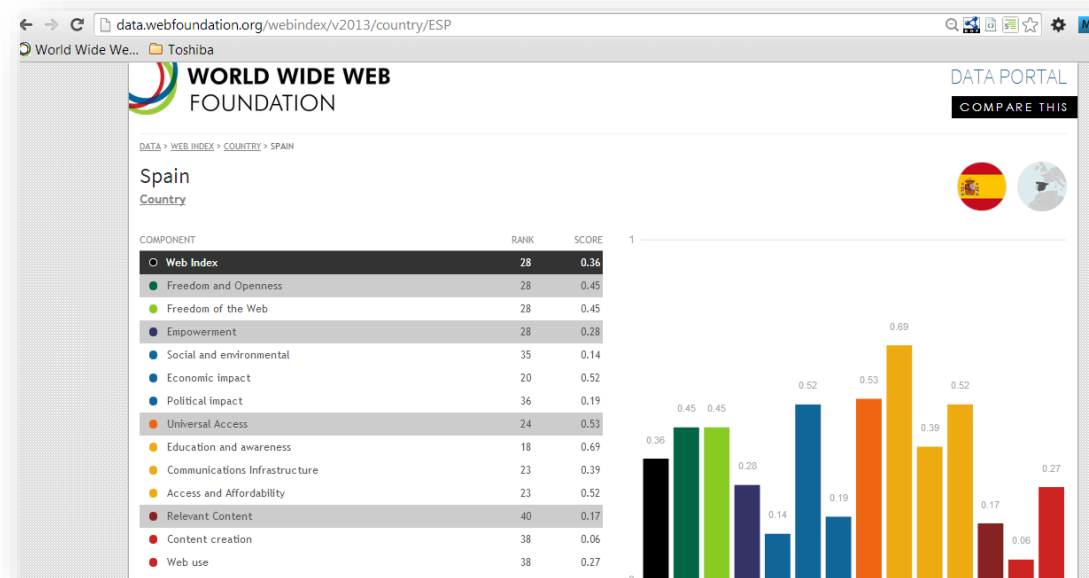 data.webfoundation.org/webindex/v2013/country/ESP
World Wide We... Toshiba
WORLD WIDE WEB
FOUNDATION
DATA PORTAL
COMPARE THIS
DATA > WEB INDEX > COUNTRY > SPAIN
Spain
Country
COMPONENT RANK SCORE
Web Index 28 0.36
Freedom and Openness 28 0.45
Freedom of the Web 28 0.45
Empowerment 28 0.28
Social and environmental 35 0.14
Economic impact 20 0.52
Political impact 36 0.19
Universal Access 24 0.53
Education and awareness 18 0.69
Communications Infrastructure 23 0.39
Access and Affordability 23 0.52
Relevant Content 40 0.17
Content creation 38 0.06
Web use 38 0.27
1
0.36
0.45
0.45
0.28
0.14
0.52
0.19
0.53
0.69
0.39
0.52
0.17
0.06
0.27